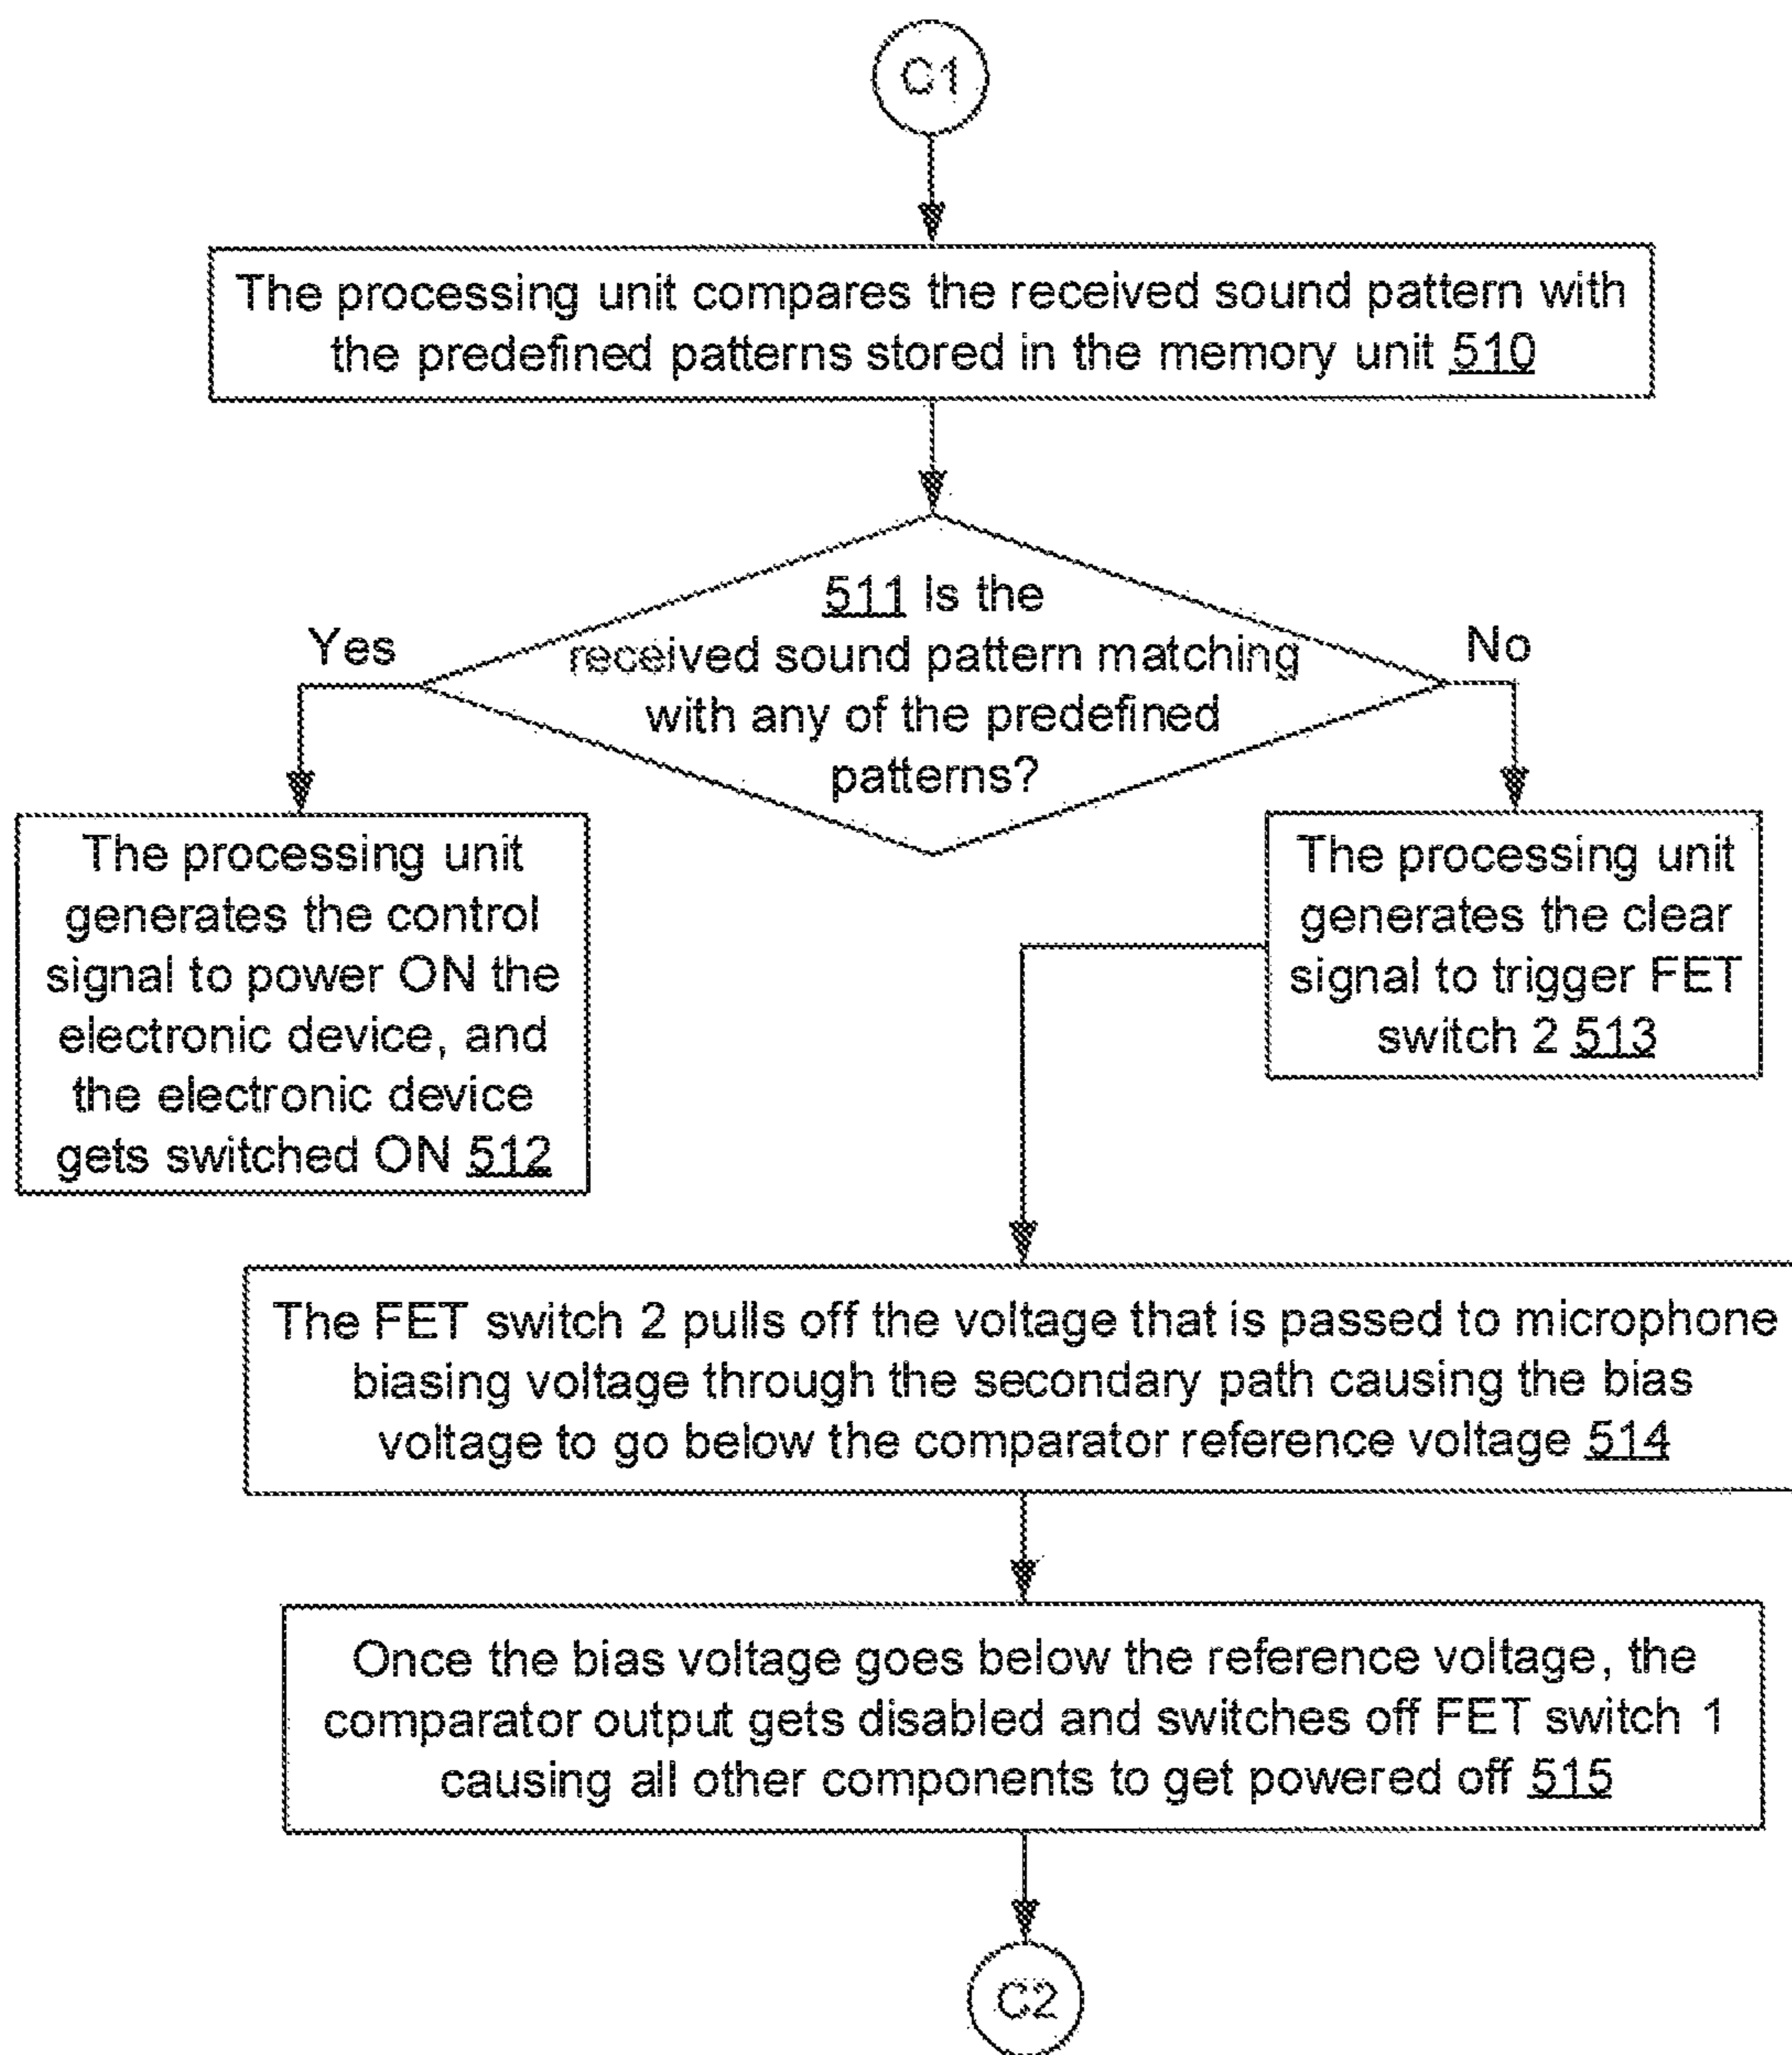 C1
The processing unit compares the received sound pattern with
the predefined patterns stored in the memory unit 510
511 Is the
received sound pattern matching
with any of the predefined
patterns?
Yes
No
The processing unit
generates the control
signal to power ON the
electronic device, and
the electronic device
gets switched ON 512
The processing unit
generates the clear
signal to trigger FET
switch 2 513
The FET switch 2 pulls off the voltage that is passed to microphone
biasing voltage through the secondary path causing the bias
voltage to go below the comparator reference voltage 514
Once the bias voltage goes below the reference voltage, the
comparator output gets disabled and switches off FET switch 1
causing all other components to get powered off 515
C2